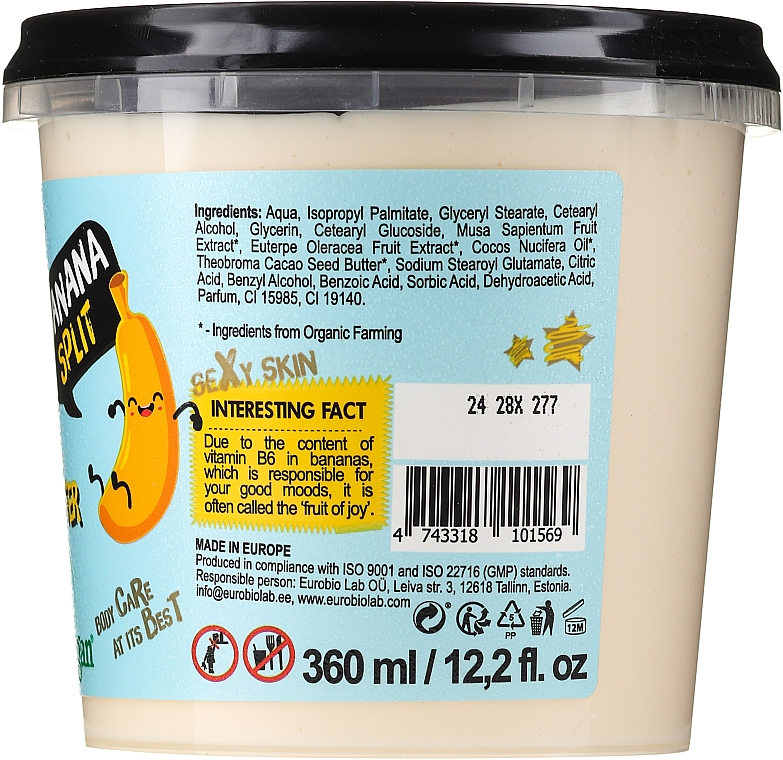 BANANA
SPLIT
Ingredients: Aqua, Isopropyl Palmitate, Glyceryl Stearate, Cetearyl
Alcohol, Glycerin, Cetearyl Glucoside, Musa Sapientum Fruit
Extract*, Euterpe Oleracea Fruit Extract*, Cocos Nucifera Oil*,
Theobroma Cacao Seed Butter*, Sodium Stearoyl Glutamate, Citric
Acid, Benzyl Alcohol, Benzoic Acid, Sorbic Acid, Dehydroacetic Acid,
Parfum, CI 15985, CI 19140.
* - Ingredients from Organic Farming
SEXY SKIN
INTERESTING FACT
Due to the content of
vitamin B6 in bananas,
which is responsible for
your good moods, it is
often called the 'fruit of joy'.
24 28X 277
4 743318 101569
MADE IN EUROPE
Produced in compliance with ISO 9001 and ISO 22716 (GMP) standards.
Responsible person: Eurobio Lab OÜ, Leiva str. 3, 12618 Tallinn, Estonia.
info@eurobiolab.ee, www.eurobiolab.com
BODY CARE
AT ITS BEST
5
PP
12M
360 ml / 12,2 fl. oz